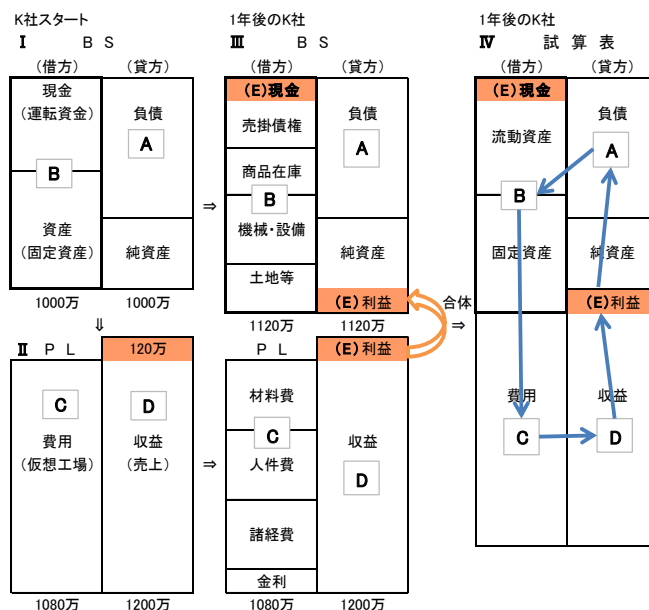 K社スタート
Ⅰ B S
(借方) (貸方)
現金
(運転資金)
B
資産
(固定資産)
負債
A
純資産
1000万 1000万
⇓
Ⅱ P L
120万
C
費用
(仮想工場)
D
収益
(売上)
1080万 1200万
⇒
⇒
1年後のK社
Ⅲ B S
(借方) (貸方)
(E)現金
売掛債権
商品在庫
B
機械・設備
土地等
負債
A
純資産
(E)利益
1120万 1120万
P L
(E)利益
材料費
C
人件費
諸経費
金利
収益
D
1080万 1200万
合体
⇒
1年後のK社
Ⅳ 試 算 表
(借方) (貸方)
(E)現金
流動資産
B
固定資産
負債
A
純資産
(E)利益
費用
C
収益
D